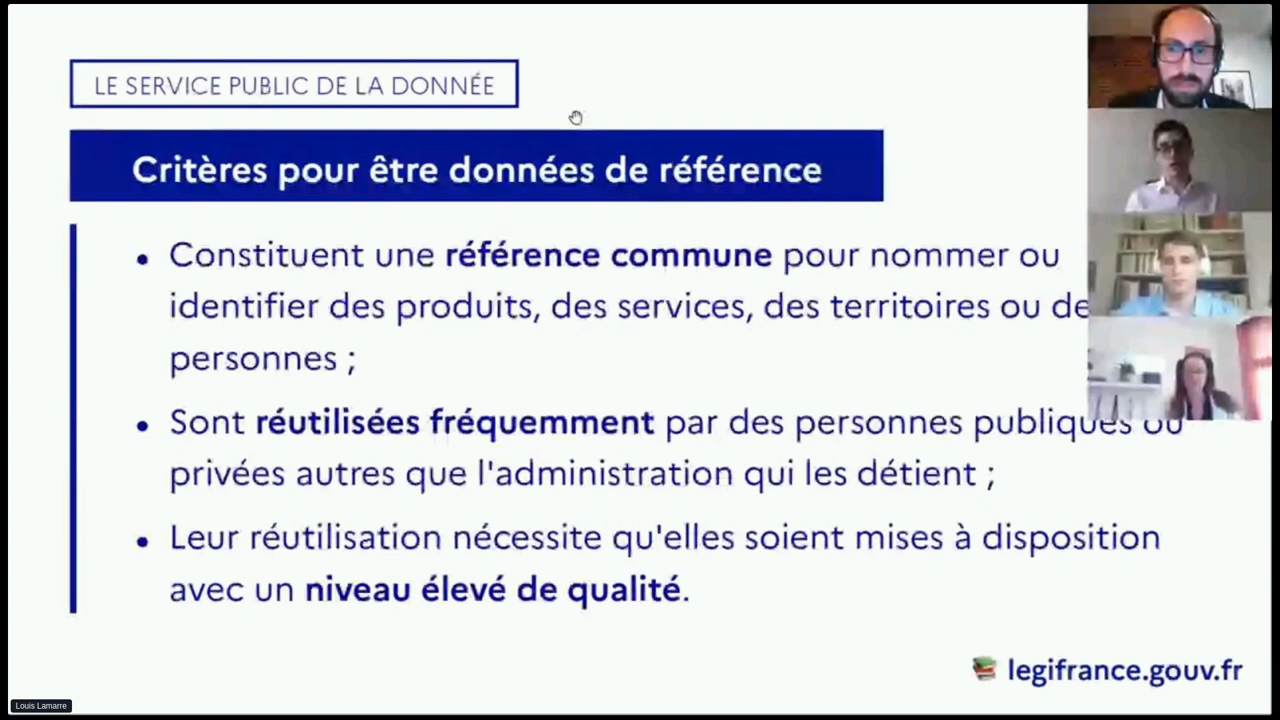 LE SERVICE PUBLIC DE LA DONNÉE
Critères pour être données de référence
• Constituent une référence commune pour nommer ou
identifier des produits, des services, des territoires ou de
personnes ;
• Sont réutilisées fréquemment par des personnes publiques ou
privées autres que l'administration qui les détient ;
• Leur réutilisation nécessite qu'elles soient mises à disposition
avec un niveau élevé de qualité.
legifrance.gouv.fr
Louis Lamarre